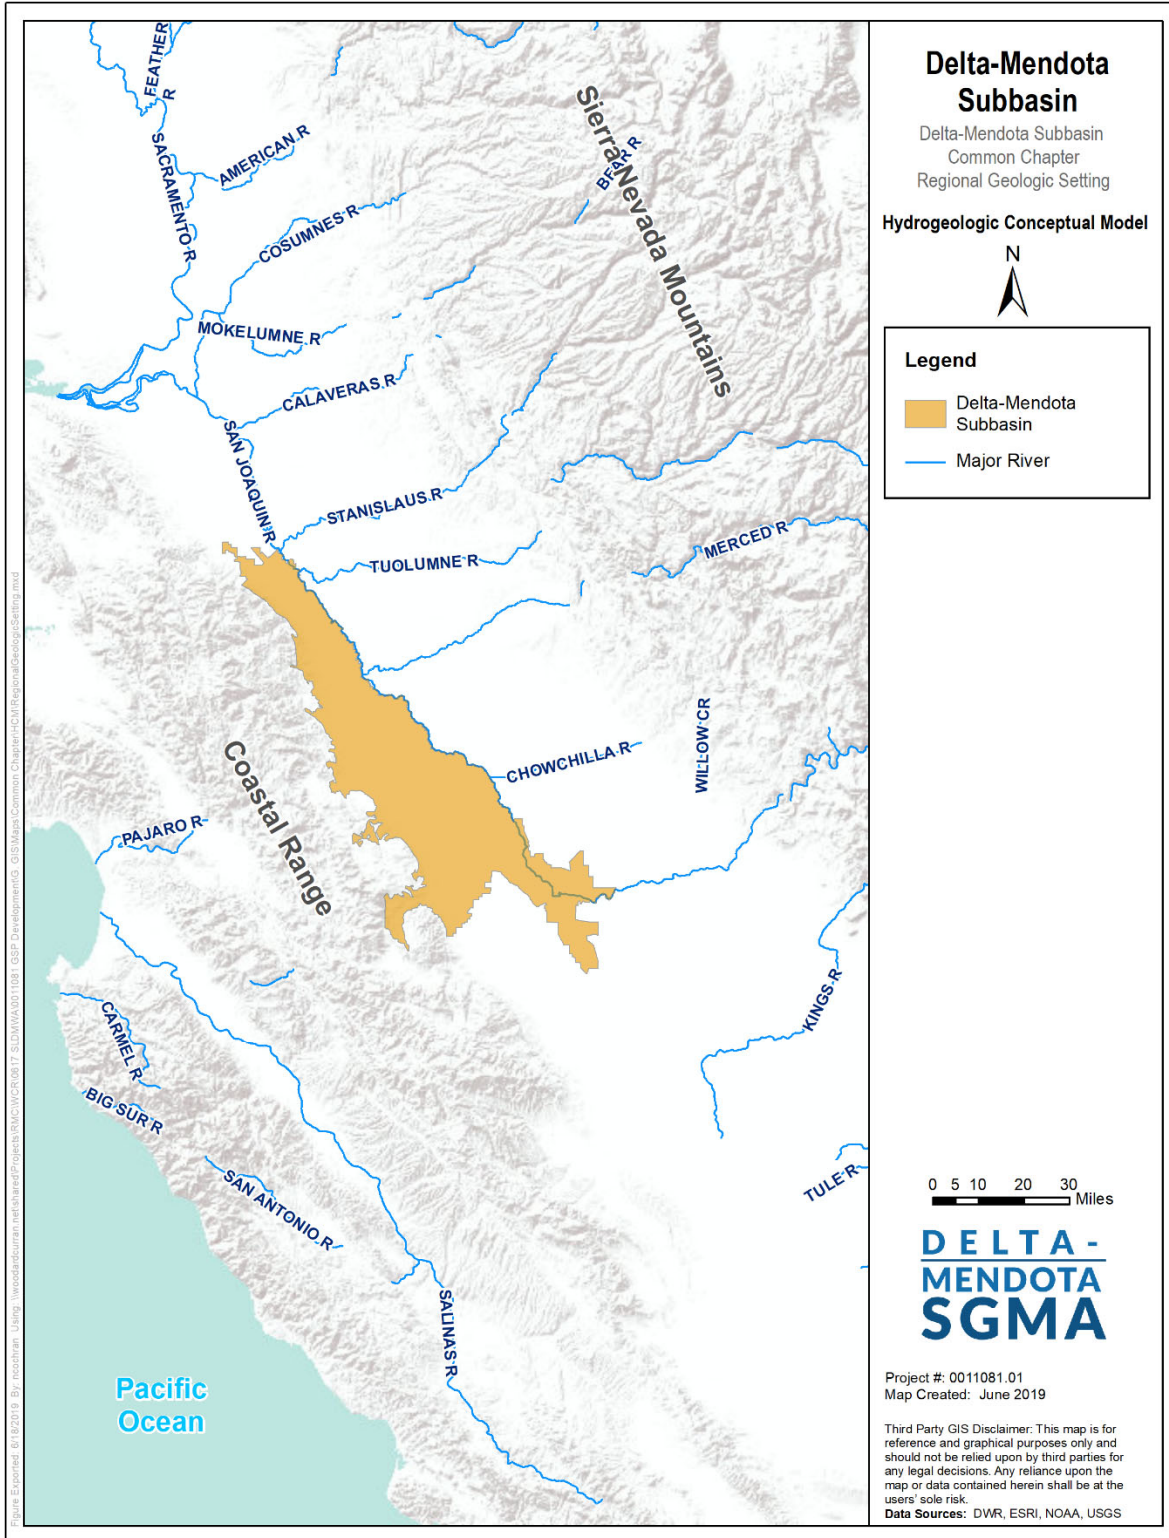 Delta-Mendota
Subbasin
Delta-Mendota Subbasin
Common Chapter
Regional Geologic Setting
Hydrogeologic Conceptual Model
N
Legend
Delta-Mendota
Subbasin
Major River
0 5 10 20 30 Miles
DELTA-
MENDOTA
SGMA
Project #: 0011081.01
Map Created: June 2019
Third Party GIS Disclaimer: This map is for
reference and graphical purposes only and
should not be relied upon by third parties for
any legal decisions. Any reliance upon the
map or data contained herein shall be at the
users' sole risk.
Data Sources: DWR, ESRI, NOAA, USGS
FEATHER
R
SACRAMENTO R
AMERICAN R
COSUMNES R
BEAR R
Sierra Nevada Mountains
MOKELUMNE R
CALAVERAS R
SAN JOAQUIN R
STANISLAUS R
TUOLUMNE R
MERCED R
WILLOW CR
CHOWCHILLA R
Coastal Range
PAJARO R
KINGS R
CARMEL R
BIG SUR R
SAN ANTONIO R
TULE R
SALINAS R
Pacific
Ocean